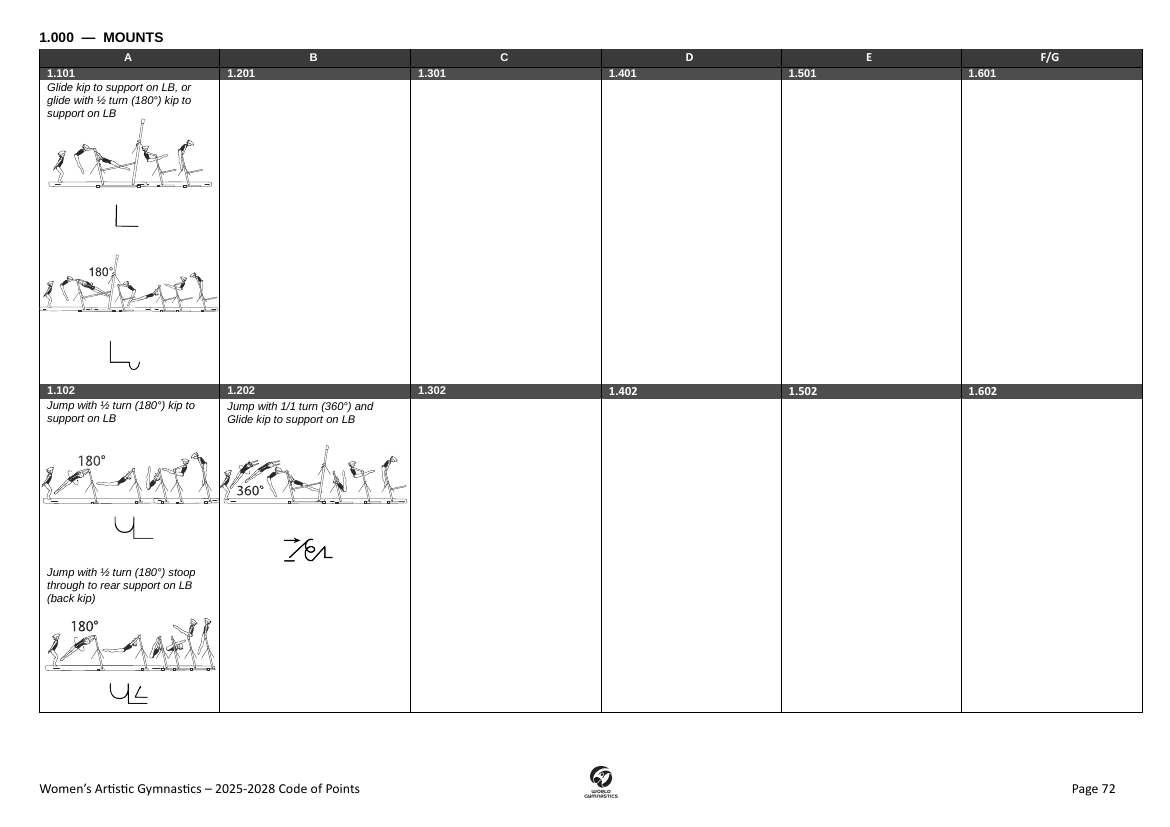 1.000 — MOUNTS
A B C D E F/G
1.101 1.201 1.301 1.401 1.501 1.601
Glide kip to support on LB, or
glide with ½ turn (180°) kip to
support on LB
180°
1.102 1.202 1.302 1.402 1.502 1.602
Jump with ½ turn (180°) kip to
support on LB
180°
Jump with ½ turn (180°) stoop
through to rear support on LB
(back kip)
180°
Jump with 1/1 turn (360°) and
Glide kip to support on LB
360°
Women's Artistic Gymnastics – 2025-2028 Code of Points
WORLD
GYMNASTICS
Page 72